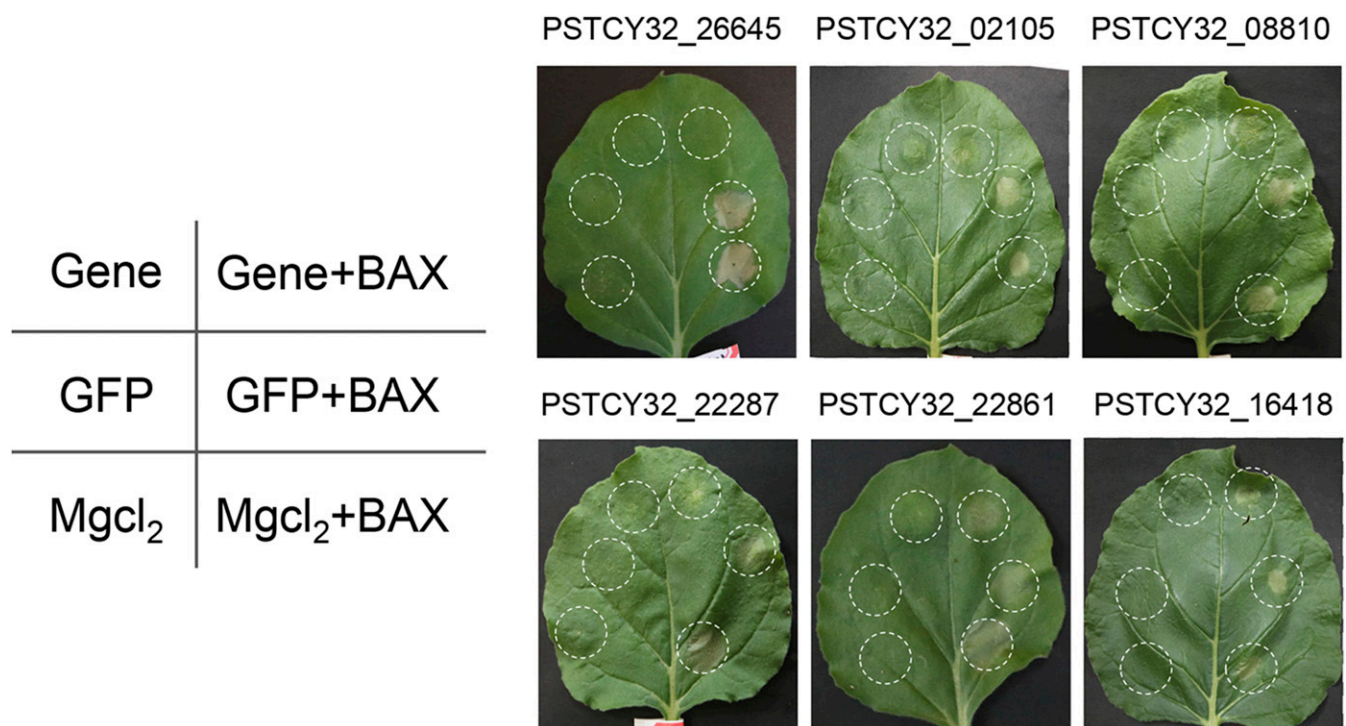 PSTCY32_26645 PSTCY32_02105 PSTCY32_08810
Gene Gene+BAX
GFP GFP+BAX
Mgcl₂ Mgcl₂+BAX
PSTCY32_22287 PSTCY32_22861 PSTCY32_16418